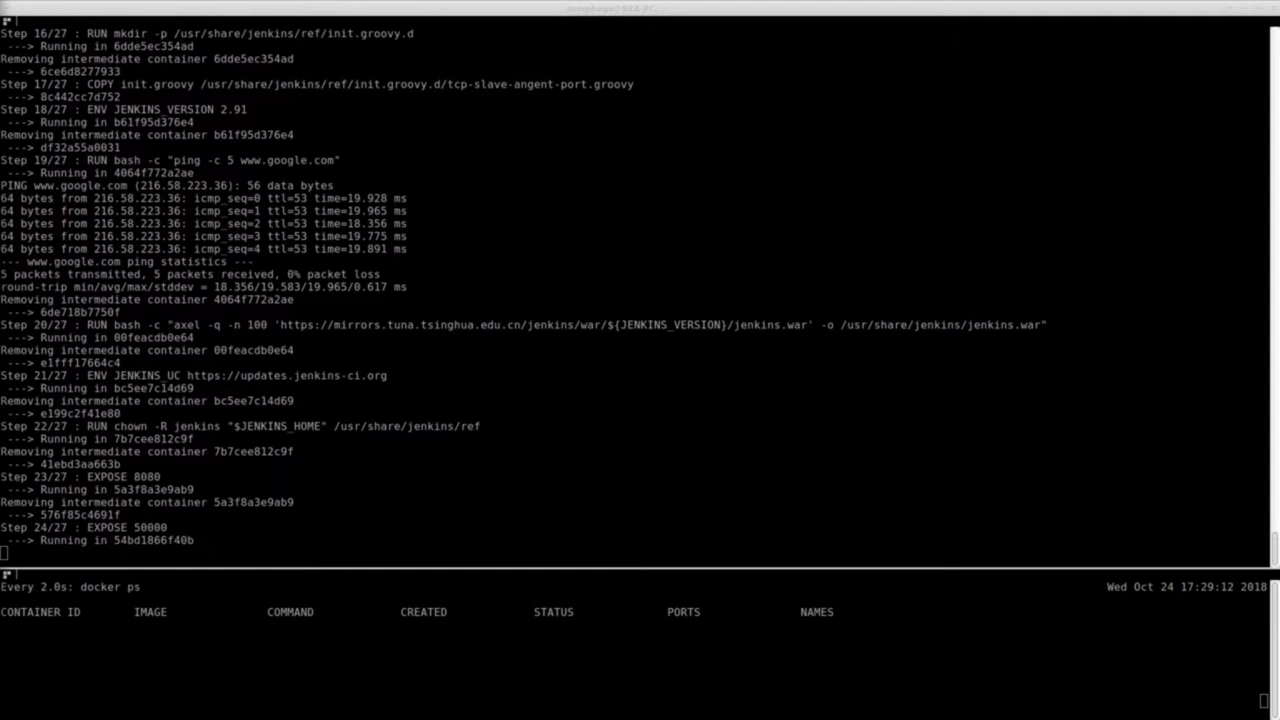 Step 16/27 : RUN mkdir -p /usr/share/jenkins/ref/init.groovy.d
---> Running in 6dde5ec354ad
Removing intermediate container 6dde5ec354ad
---> 6ce6d8277933
Step 17/27 : COPY init.groovy /usr/share/jenkins/ref/init.groovy.d/tcp-slave-angent-port.groovy
---> 8c442cc7d752
Step 18/27 : ENV JENKINS_VERSION 2.91
---> Running in b61f95d376e4
Removing intermediate container b61f95d376e4
---> df32a55a0031
Step 19/27 : RUN bash -c "ping -c 5 www.google.com"
---> Running in 4064f772a2ae
PING www.google.com (216.58.223.36): 56 data bytes
64 bytes from 216.58.223.36: icmp_seq=0 ttl=53 time=19.928 ms
64 bytes from 216.58.223.36: icmp_seq=1 ttl=53 time=19.965 ms
64 bytes from 216.58.223.36: icmp_seq=2 ttl=53 time=18.356 ms
64 bytes from 216.58.223.36: icmp_seq=3 ttl=53 time=19.775 ms
64 bytes from 216.58.223.36: icmp_seq=4 ttl=53 time=19.891 ms
--- www.google.com ping statistics ---
5 packets transmitted, 5 packets received, 0% packet loss
round-trip min/avg/max/stddev = 18.356/19.583/19.965/0.617 ms
Removing intermediate container 4064f772a2ae
---> 6de718b7750f
Step 20/27 : RUN bash -c "axel -q -n 100 'https://mirrors.tuna.tsinghua.edu.cn/jenkins/war/${JENKINS_VERSION}/jenkins.war' -o /usr/share/jenkins/jenkins.war"
---> Running in 00feacdb0e64
Removing intermediate container 00feacdb0e64
---> e1fff17664c4
Step 21/27 : ENV JENKINS_UC https://updates.jenkins-ci.org
---> Running in bc5ee7c14d69
Removing intermediate container bc5ee7c14d69
---> e199c2f41e80
Step 22/27 : RUN chown -R jenkins "$JENKINS_HOME" /usr/share/jenkins/ref
---> Running in 7b7cee812c9f
Removing intermediate container 7b7cee812c9f
---> 41ebd3aa663b
Step 23/27 : EXPOSE 8080
---> Running in 5a3f8a3e9ab9
Removing intermediate container 5a3f8a3e9ab9
---> 576f85c4691f
Step 24/27 : EXPOSE 50000
---> Running in 54bd1866f40b
Every 2.0s: docker ps Wed Oct 24 17:29:12 2018
CONTAINER ID IMAGE COMMAND CREATED STATUS PORTS NAMES